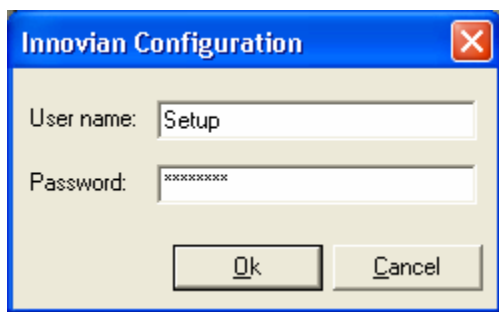 Innovian Configuration
User name: Setup
Password: ********
Ok Cancel